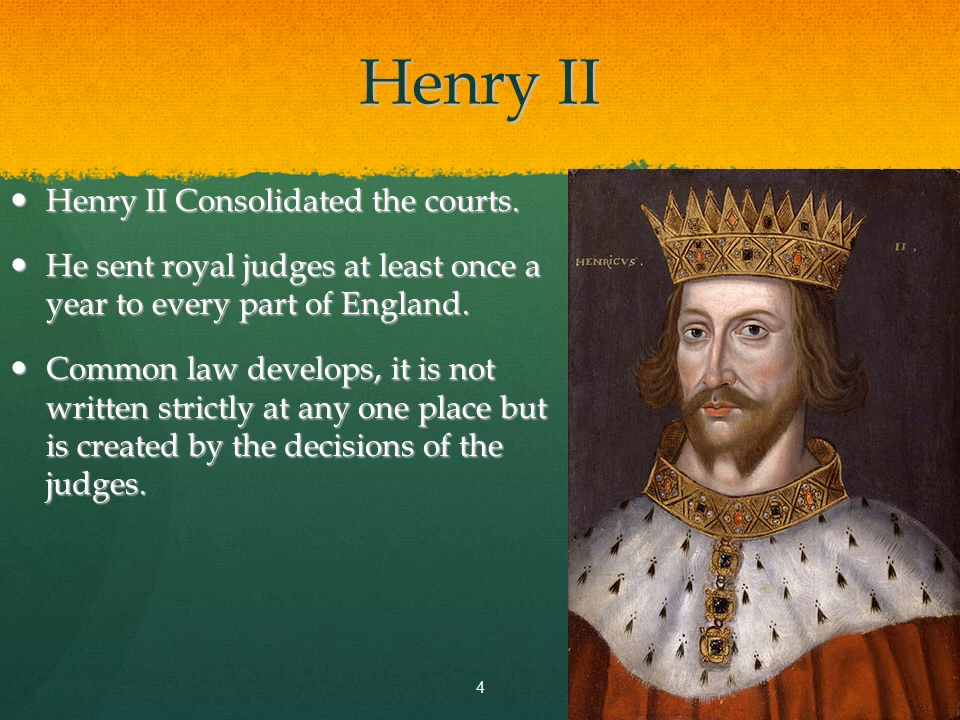 Henry II
• Henry II Consolidated the courts.
• He sent royal judges at least once a
year to every part of England.
• Common law develops, it is not
written strictly at any one place but
is created by the decisions of the
judges.
HENRICVS . II ,
4